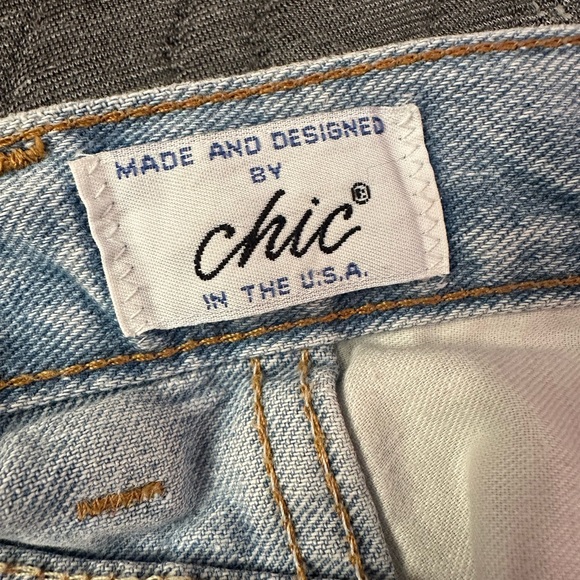 MADE AND DESIGNED
BY
chic®
IN THE U.S.A.